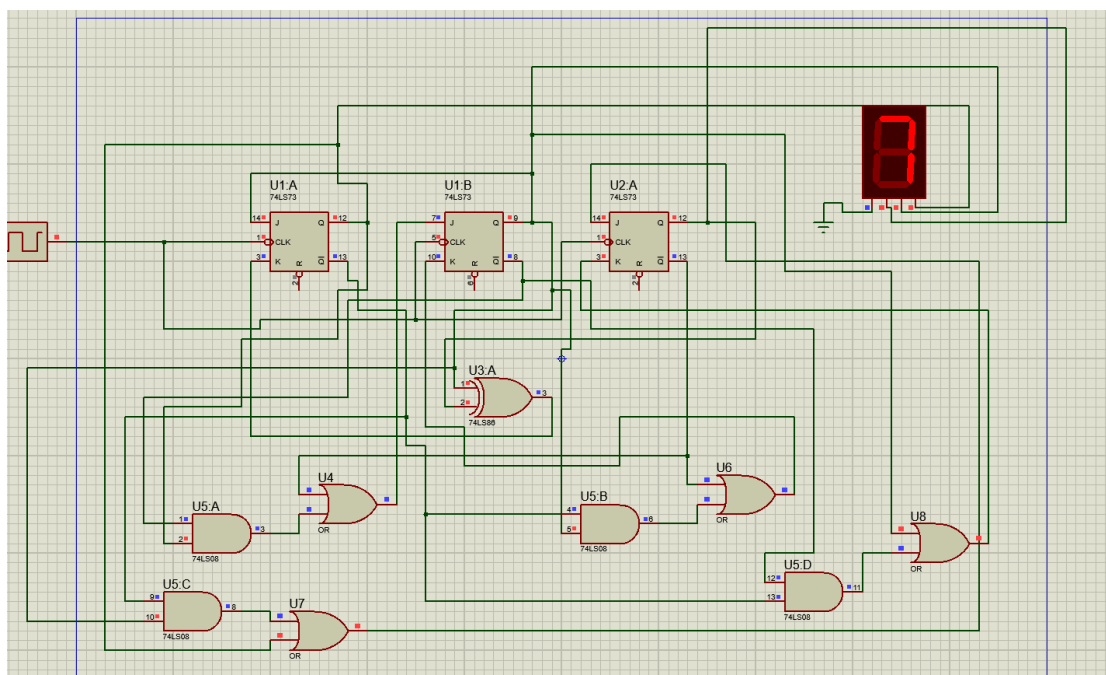 U1:A
74LS73
14
J
Q
12
1
CLK
3
K
Q
13
R
2
U1:B
74LS73
7
J
Q
9
5
CLK
10
K
Q
8
R
6
U2:A
74LS73
14
J
Q
12
1
CLK
3
K
Q
13
R
2
7
U3:A
1
2
3
74LS86
U4
OR
U5:A
1
2
3
74LS08
U5:B
4
5
6
74LS08
U6
OR
U8
OR
U5:D
12
13
11
74LS08
U5:C
9
10
8
74LS08
U7
OR